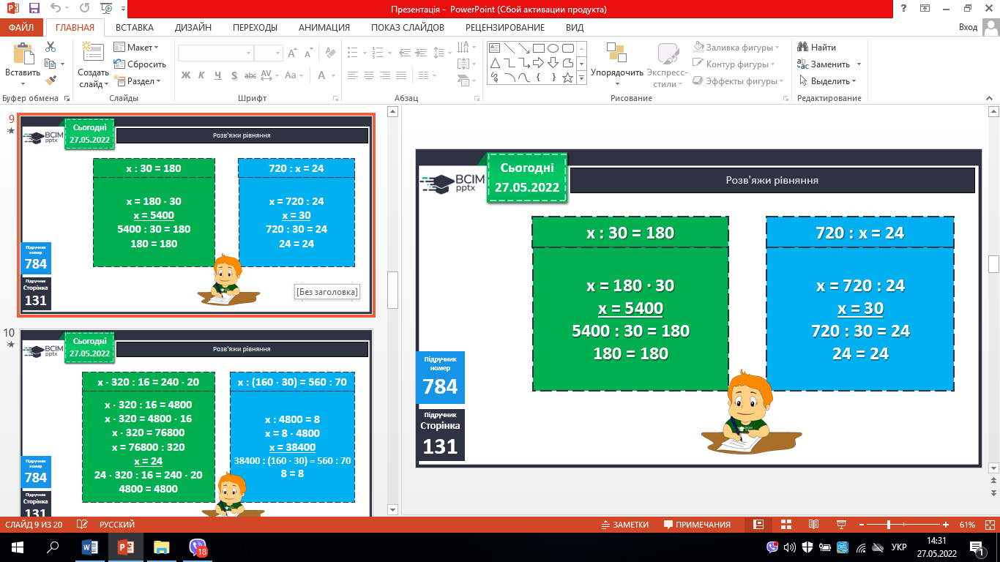 Презентація - PowerPoint (Сбой активации продукта)
ФАЙЛ ГЛАВНАЯ ВСТАВКА ДИЗАЙН ПЕРЕХОДЫ АНИМАЦИЯ ПОКАЗ СЛАЙДОВ РЕЦЕНЗИРОВАНИЕ ВИД Вход
Вставить
Буфер обмена
Создать слайд
Макет
Сбросить
Раздел
Слайды
Ж К Ч S abc AV Aa А
Шрифт
Абзац
Упорядочить
Экспресс-стили
Заливка фигуры
Контур фигуры
Эффекты фигуры
Рисование
Найти
Заменить
Выделить
Редактирование
9
Сьогодні
27.05.2022
BCIM
pptx
Розв'яжи рівняння
x : 30 = 180
x = 180 · 30
x = 5400
5400 : 30 = 180
180 = 180
720 : x = 24
x = 720 : 24
x = 30
720 : 30 = 24
24 = 24
Підручник
номер
784
Підручник
Сторінка
131
[Без заголовка]
10
Сьогодні
27.05.2022
BCIM
pptx
Розв'яжи рівняння
x · 320 : 16 = 240 · 20
x · 320 : 16 = 4800
x · 320 = 4800 · 16
x · 320 = 76800
x = 76800 : 320
x = 24
24 · 320 : 16 = 240 · 20
4800 = 4800
x : (160 · 30) = 560 : 70
x : 4800 = 8
x = 8 · 4800
x = 38400
38400 : (160 · 30) = 560 : 70
8 = 8
Підручник
номер
784
Підручник
Сторінка
131
Сьогодні
27.05.2022
BCIM
pptx
Розв'яжи рівняння
x : 30 = 180
x = 180 · 30
x = 5400
5400 : 30 = 180
180 = 180
720 : x = 24
x = 720 : 24
x = 30
720 : 30 = 24
24 = 24
Підручник
номер
784
Підручник
Сторінка
131
СЛАЙД 9 ИЗ 20 РУССКИЙ ЗАМЕТКИ ПРИМЕЧАНИЯ 61%
18
УКР
14:31
27.05.2022
1